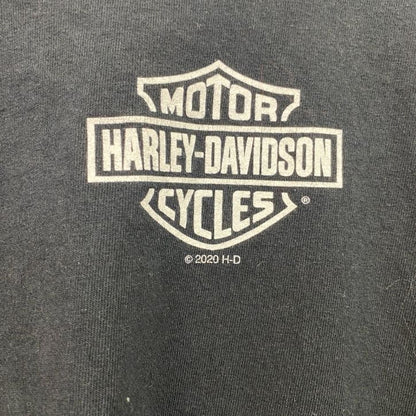 MOTOR
HARLEY-DAVIDSON
CYCLES ®
© 2020 H-D